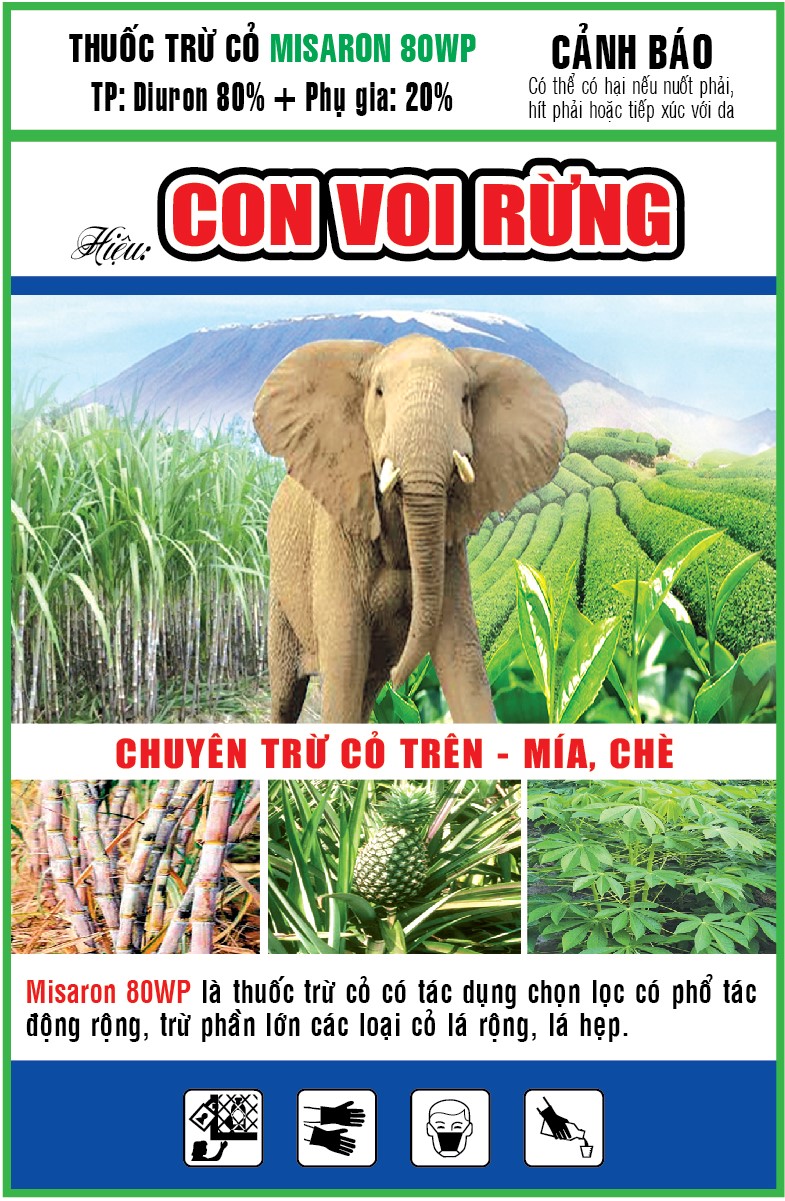 THUỐC TRỪ CỎ MISARON 80WP
TP: Diuron 80% + Phụ gia: 20%
CẢNH BÁO
Có thể có hại nếu nuốt phải,
hít phải hoặc tiếp xúc với da
Hiệu: CON VOI RỪNG
CHUYÊN TRỪ CỎ TRÊN - MÍA, CHÈ
Misaron 80WP là thuốc trừ cỏ có tác dụng chọn lọc có phổ tác
động rộng, trừ phần lớn các loại cỏ lá rộng, lá hẹp.